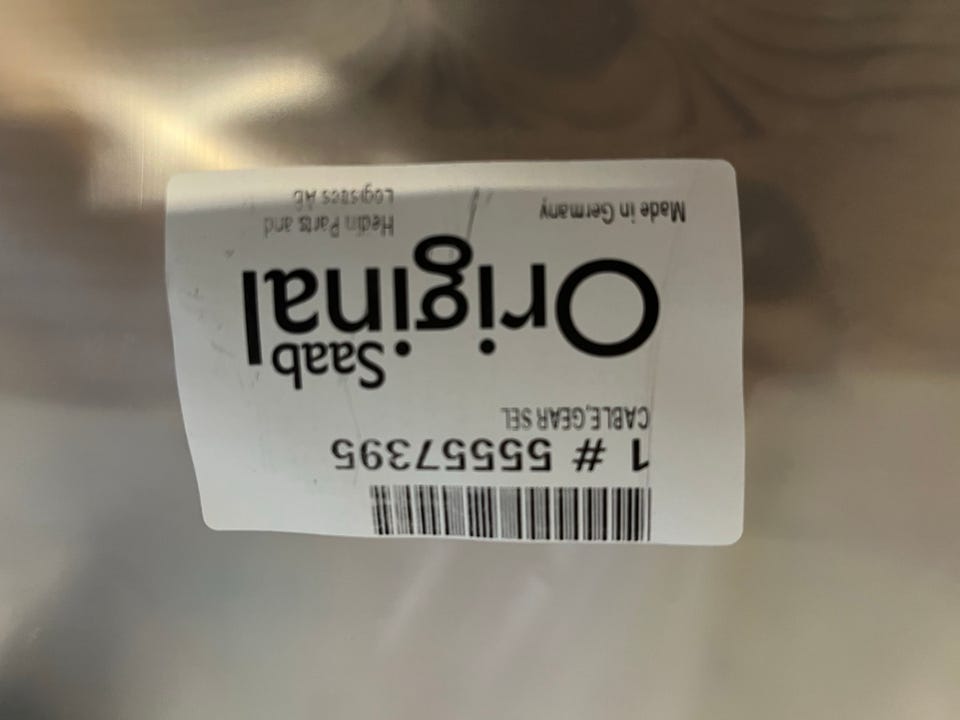 1 # 55557395
CABLE,GEAR SEL
Saab
Original
Made in Germany
Hedin Parts and
Logistics AB